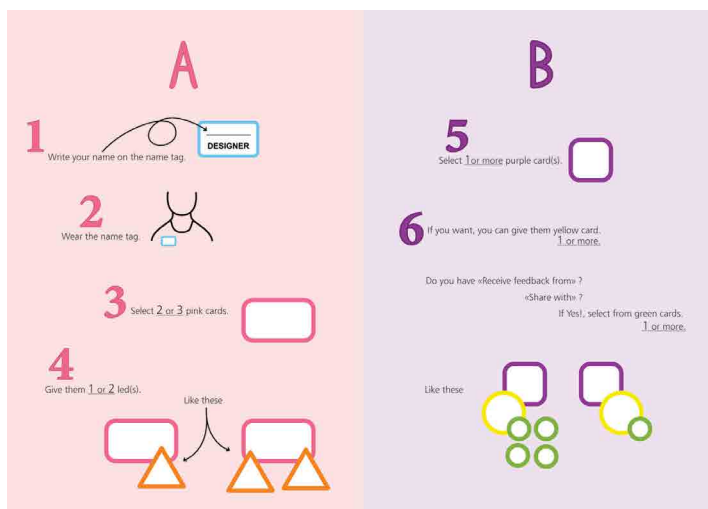 A
1
Write your name on the name tag.
DESIGNER
2
Wear the name tag.
3
Select 2 or 3 pink cards.
4
Give them 1 or 2 led(s).
Like these
B
5
Select 1or more purple card(s).
6
If you want, you can give them yellow card.
1 or more.
Do you have «Receive feedback from» ?
«Share with» ?
If Yes!, select from green cards.
1 or more.
Like these